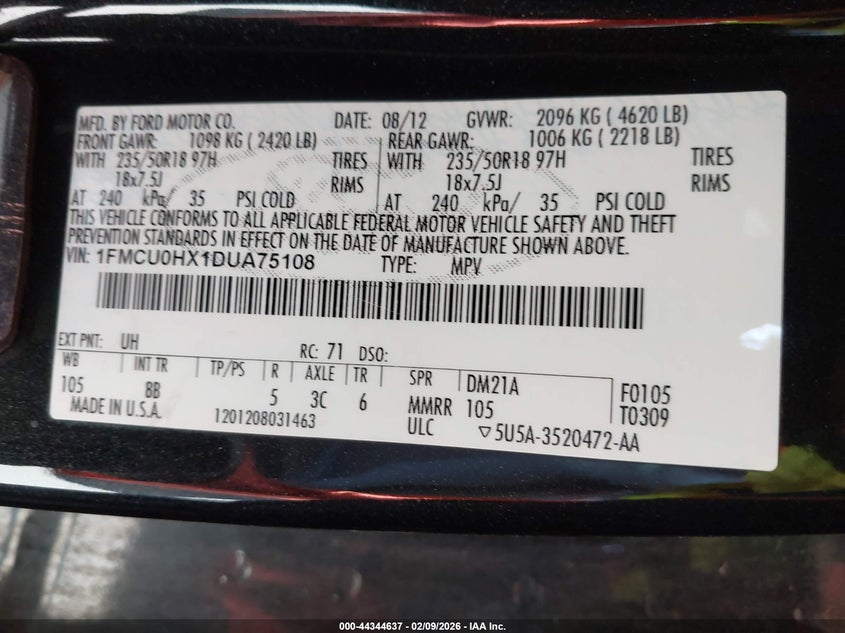 MFD. BY FORD MOTOR CO. DATE: 08/12 GVWR: 2096 KG ( 4620 LB)
FRONT GAWR: 1098 KG ( 2420 LB) REAR GAWR: 1006 KG ( 2218 LB)
WITH 235/50R18 97H TIRES WITH 235/50R18 97H TIRES
18x7.5J RIMS 18x7.5J RIMS
AT 240 kPa/ 35 PSI COLD AT 240 kPa/ 35 PSI COLD
THIS VEHICLE CONFORMS TO ALL APPLICABLE FEDERAL MOTOR VEHICLE SAFETY AND THEFT
PREVENTION STANDARDS IN EFFECT ON THE DATE OF MANUFACTURE SHOWN ABOVE.
VIN: 1FMCU0HX1DUA75108 TYPE: MPV
EXT PNT: UH RC: 71 DSO:
WB INT TR TP/PS R AXLE TR SPR DM21A F0105
105 8B 5 3C 6 MMRR 105 T0309
MADE IN U.S.A. 1201208031463 ULC ▽5U5A-3520472-AA
000-44344637 | 02/09/2026 - IAA Inc.